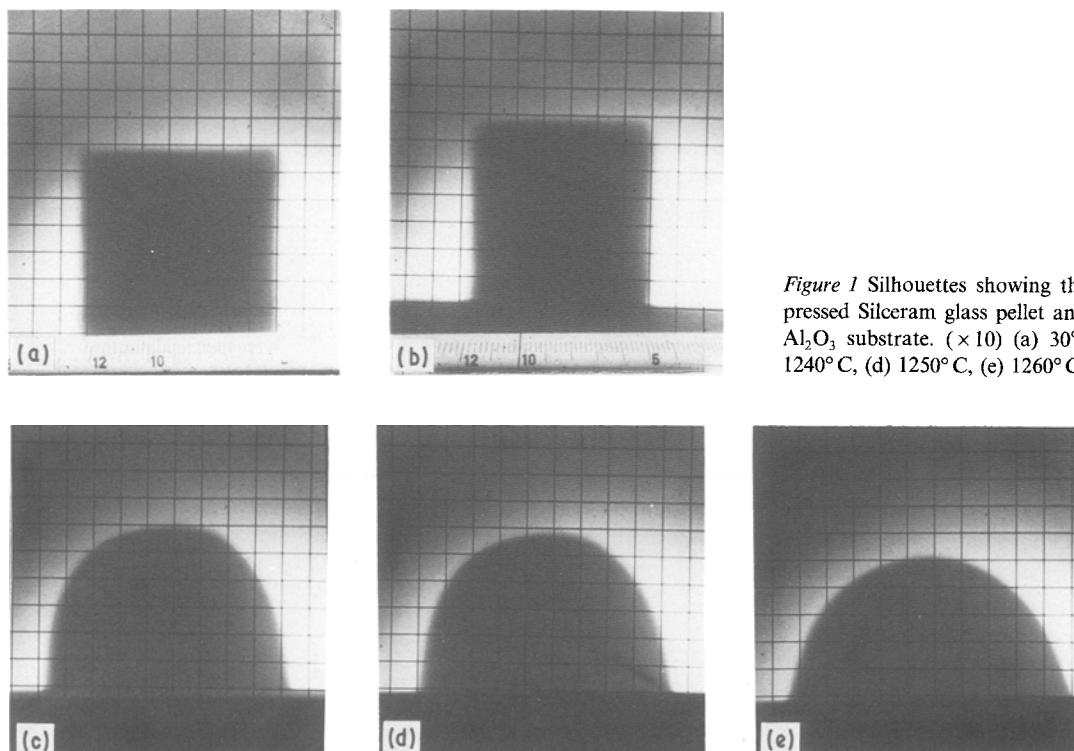 (a)
12 10
(b)
12 10 5
Figure 1 Silhouettes showing th
pressed Silceram glass pellet an
Al₂O₃ substrate. (× 10) (a) 30°
1240° C, (d) 1250° C, (e) 1260° C
(c)
(d)
(e)